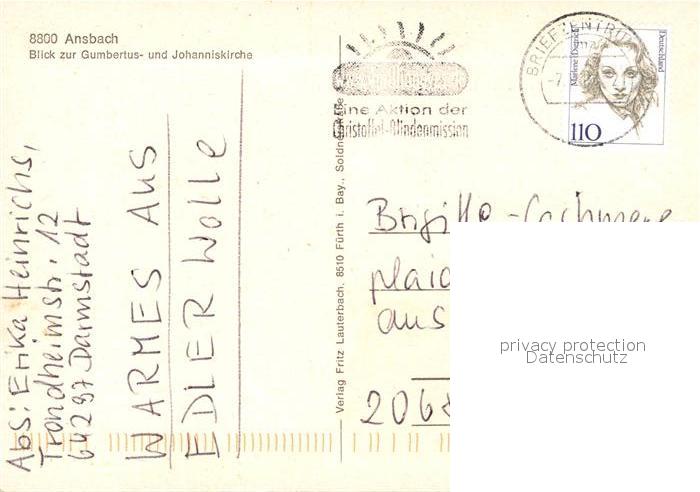 8800 Ansbach
Blick zur Gumbertus- und Johanniskirche
Eine Aktion der
Christoffel-Blindenmission
BRIEFZENTRUM
Marlene Dietrich
Deutschland
110
Verlag Fritz Lauterbach, 8510 Fürth i. Bay., Soldnerstraße
Abs: Erika Heinrichs,
Trondheimstr. 12
64297 Darmstadt
WARMES AUS
EDLER Wolle
Brigitte-Cashmere
plaid
aus
2068
privacy protection
Datenschutz